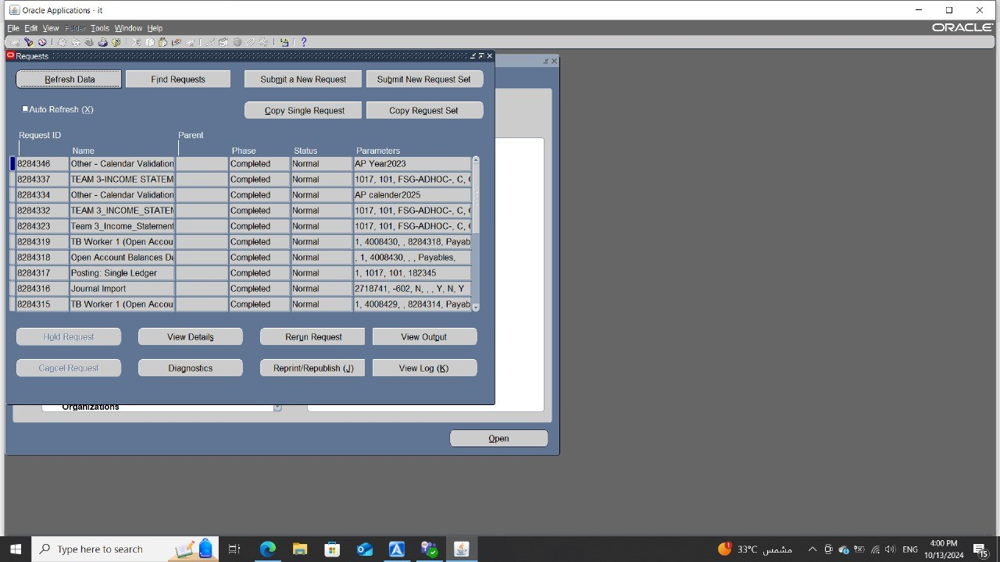 Oracle Applications - it
File Edit View Folder Tools Window Help
ORACLE
Requests
Refresh Data Find Requests Submit a New Request Submit New Request Set
Auto Refresh (X) Copy Single Request Copy Request Set
Request ID Parent
Name Phase Status Parameters
8284346 Other - Calendar Validation Completed Normal AP Year2023
8284337 TEAM 3-INCOME STATEM Completed Normal 1017, 101, FSG-ADHOC-, C,
8284334 Other - Calendar Validation Completed Normal AP calender2025
8284332 TEAM 3_INCOME_STATEM Completed Normal 1017, 101, FSG-ADHOC-, C,
8284323 Team 3_Income_Statement Completed Normal 1017, 101, FSG-ADHOC-, C,
8284319 TB Worker 1 (Open Accou Completed Normal 1, 4008430, , 8284318, Payab
8284318 Open Account Balances Da Completed Normal , 1, 4008430, , , Payables,
8284317 Posting: Single Ledger Completed Normal 1, 1017, 101, 182345
8284316 Journal Import Completed Normal 2718741, -602, N, , , Y, N, Y
8284315 TB Worker 1 (Open Accou Completed Normal 1, 4008429, , 8284314, Payab
Hold Request View Details Rerun Request View Output
Cancel Request Diagnostics Reprint/Republish (J) View Log (K)
Organizations
Open
Type here to search
1 33°C مشمس ENG 4:00 PM
10/13/2024
15